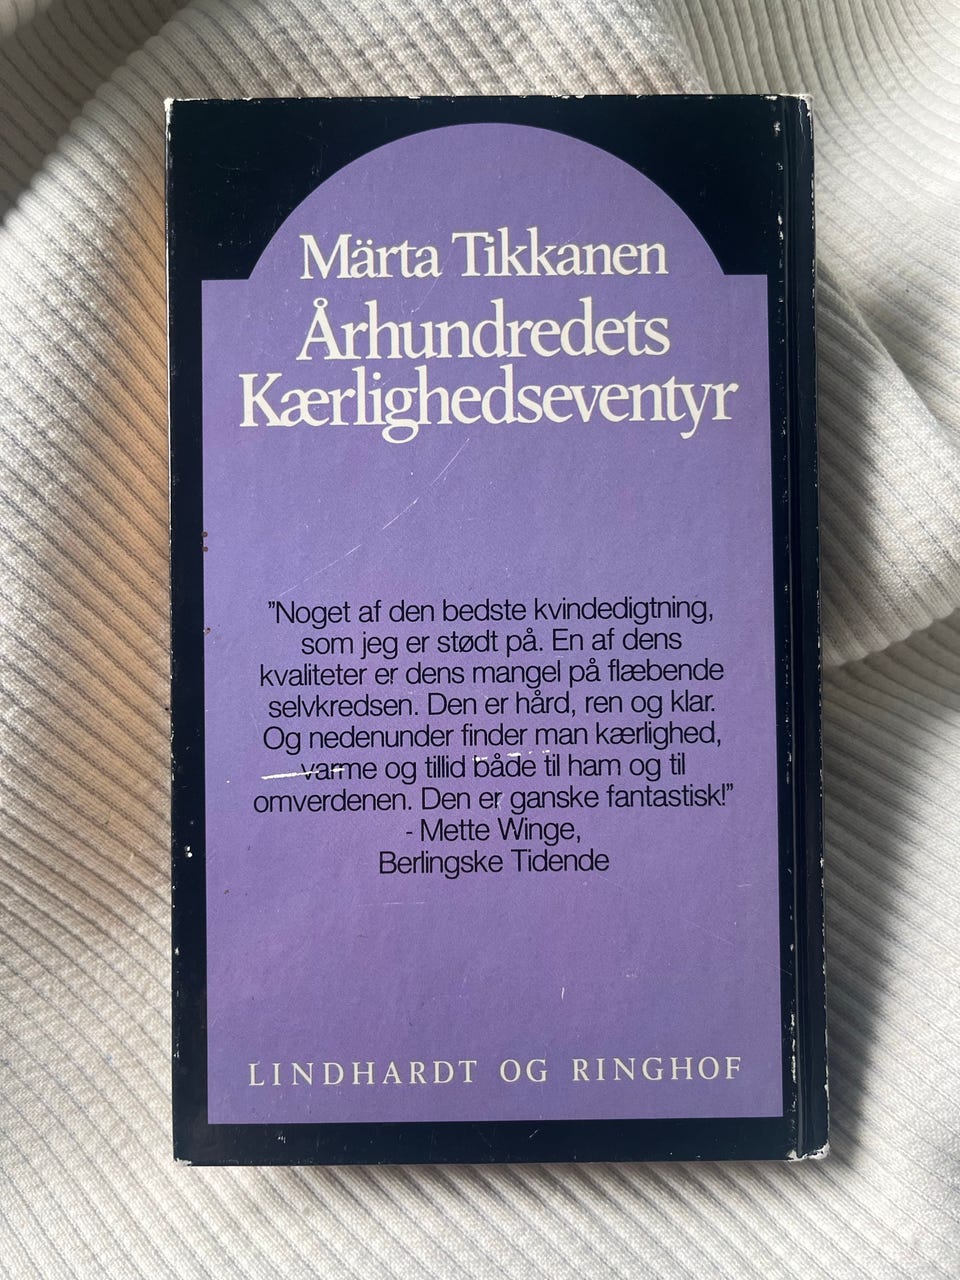 Märta Tikkanen
Århundredets
Kærlighedseventyr
"Noget af den bedste kvindedigtning,
som jeg er stødt på. En af dens
kvaliteter er dens mangel på flæbende
selvkredsen. Den er hård, ren og klar.
Og nedenunder finder man kærlighed,
varme og tillid både til ham og til
omverdenen. Den er ganske fantastisk!"
- Mette Winge,
Berlingske Tidende
LINDHARDT OG RINGHOF